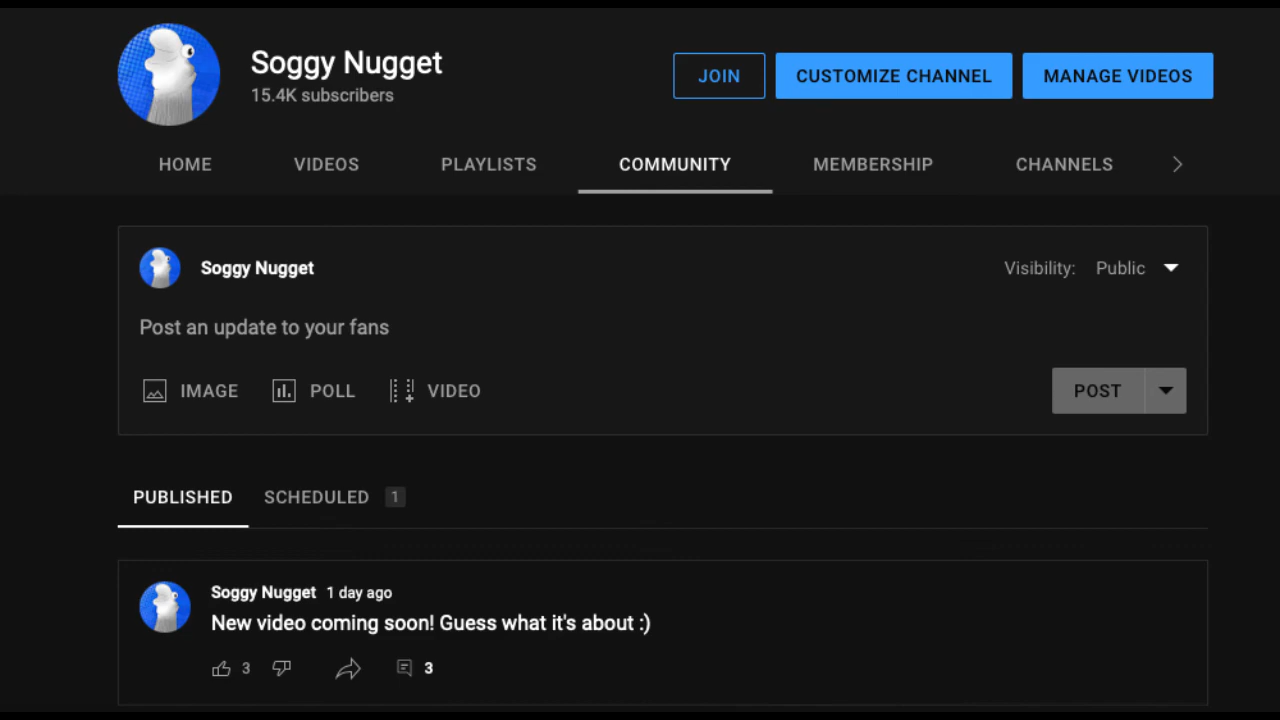 Soggy Nugget
15.4K subscribers
JOIN
CUSTOMIZE CHANNEL
MANAGE VIDEOS
HOME
VIDEOS
PLAYLISTS
COMMUNITY
MEMBERSHIP
CHANNELS
Soggy Nugget
Visibility: Public
Post an update to your fans
IMAGE
POLL
VIDEO
POST
PUBLISHED
SCHEDULED 1
Soggy Nugget 1 day ago
New video coming soon! Guess what it's about :)
3
3